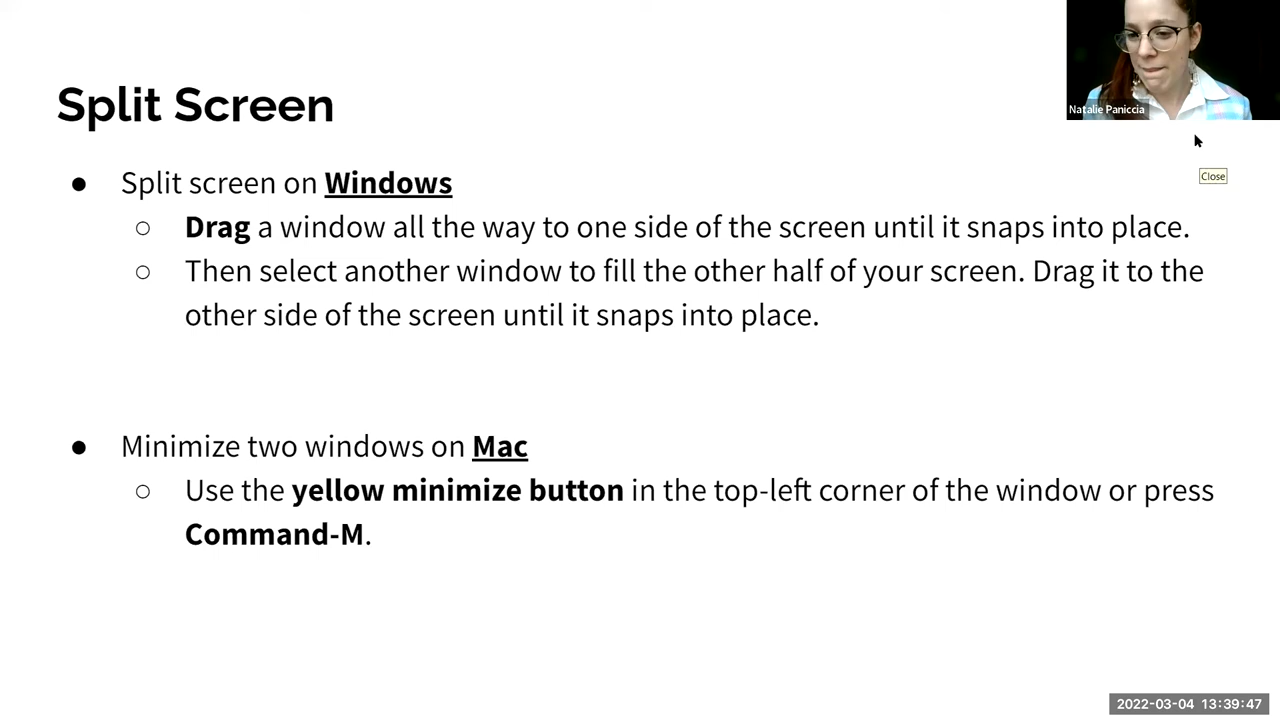 Natalie Paniccia
Split Screen
Close
● Split screen on Windows
○ Drag a window all the way to one side of the screen until it snaps into place.
○ Then select another window to fill the other half of your screen. Drag it to the
other side of the screen until it snaps into place.
● Minimize two windows on Mac
○ Use the yellow minimize button in the top-left corner of the window or press
Command-M.
2022-03-04 13:39:47